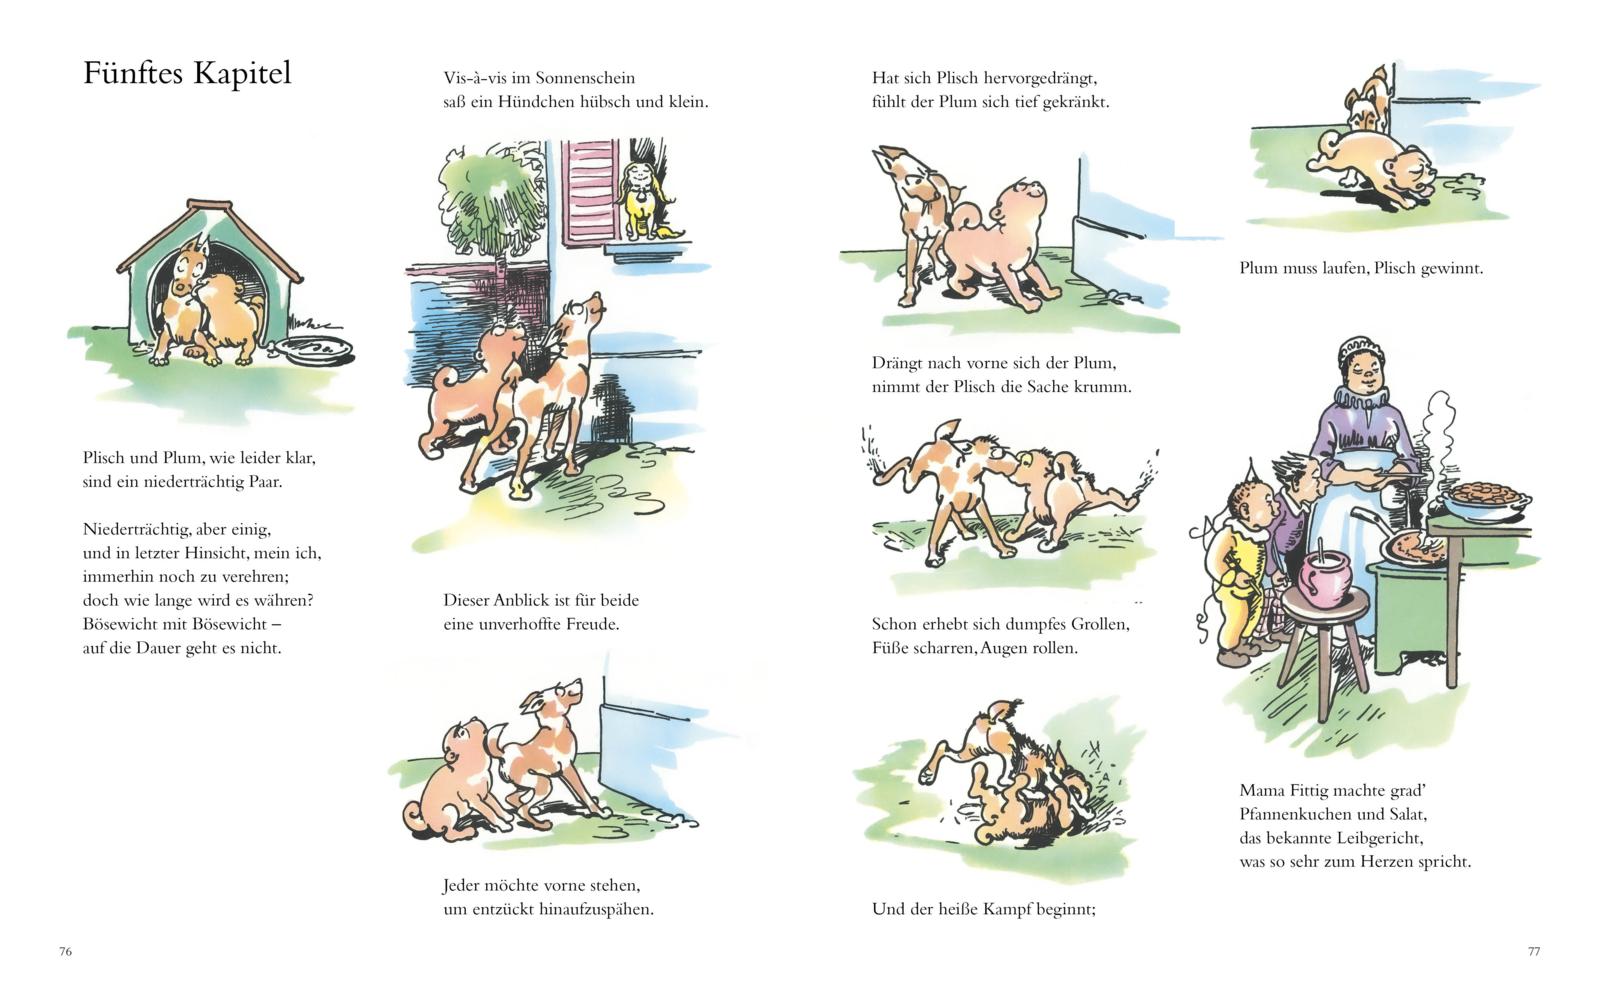 Fünftes Kapitel
Plisch und Plum, wie leider klar,
sind ein niederträchtig Paar.
Niederträchtig, aber einig,
und in letzter Hinsicht, mein ich,
immerhin noch zu verehren;
doch wie lange wird es währen?
Bösewicht mit Bösewicht –
auf die Dauer geht es nicht.
Vis-à-vis im Sonnenschein
saß ein Hündchen hübsch und klein.
Dieser Anblick ist für beide
eine unverhoffte Freude.
Jeder möchte vorne stehen,
um entzückt hinaufzuspähen.
76
Hat sich Plisch hervorgedrängt,
fühlt der Plum sich tief gekränkt.
Drängt nach vorne sich der Plum,
nimmt der Plisch die Sache krumm.
Schon erhebt sich dumpfes Grollen,
Füße scharren, Augen rollen.
Und der heiße Kampf beginnt;
Plum muss laufen, Plisch gewinnt.
Mama Fittig machte grad’
Pfannenkuchen und Salat,
das bekannte Leibgericht,
was so sehr zum Herzen spricht.
77